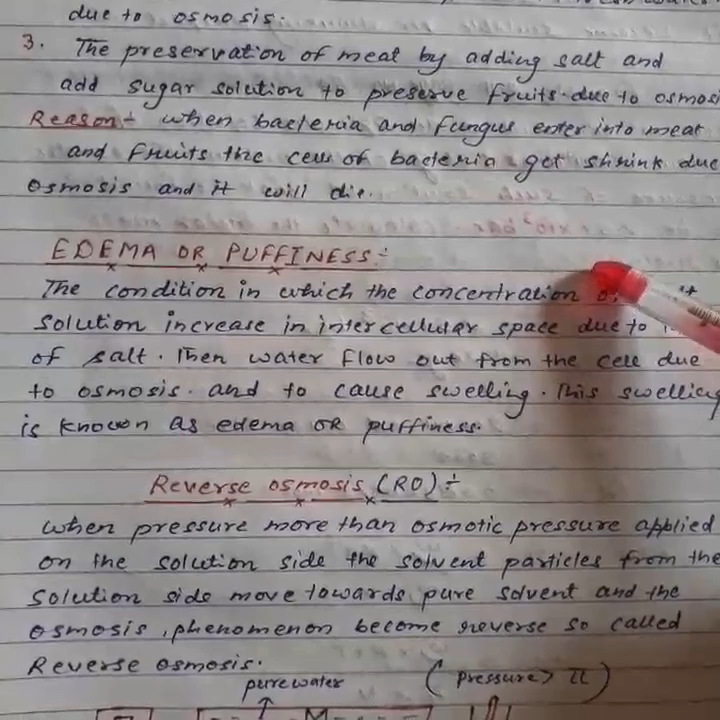 due to osmosis.
3. The preservation of meat by adding salt and
add sugar solution to preserve fruits due to osmosi
Reason:- when bacteria and fungus enter into meat
and fruits the cell of bacteria get shrink due
osmosis and it will die.
EDEMA OR PUFFINESS:-
The condition in which the concentration
solution increase in intercellular space due to
of salt. Then water flow out from the cell due
to osmosis. and to cause swelling. This swelling
is known as edema OR puffiness.
Reverse osmosis (RO):-
when pressure more than osmotic pressure applied
on the solution side the solvent particles from the
solution side move towards pure solvent and the
osmosis, phenomenon become reverse so called
Reverse osmosis.
pure water (Pressure > π)